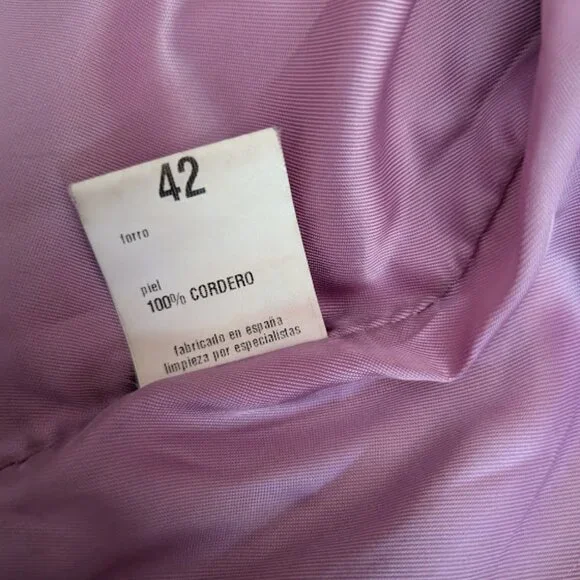 42
forro
piel
100% CORDERO
fabricado en españa
limpieza por especialistas